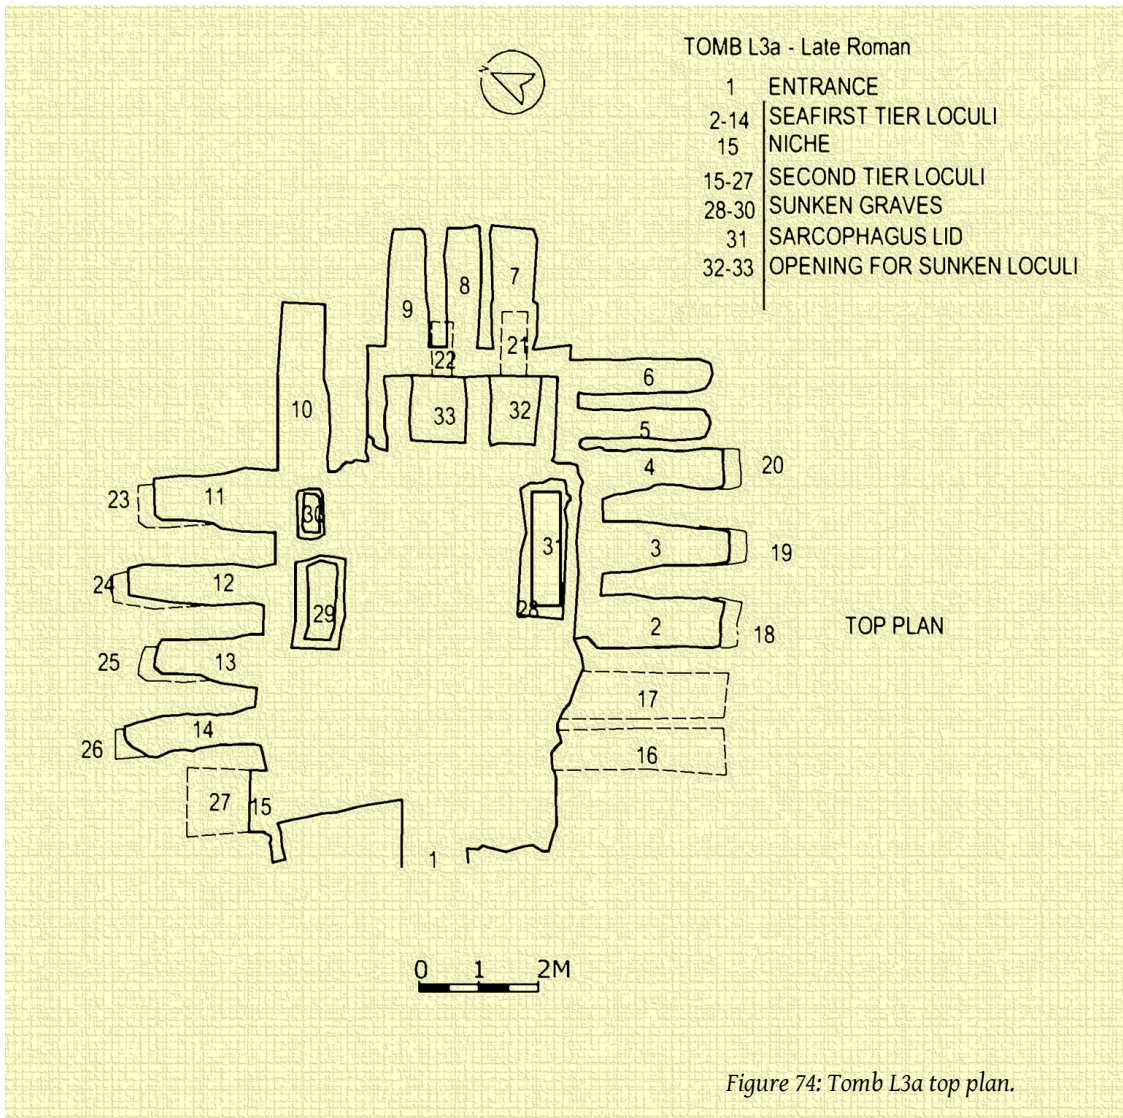 TOMB L3a - Late Roman
1 ENTRANCE
2-14 SEAFIRST TIER LOCULI
15 NICHE
15-27 SECOND TIER LOCULI
28-30 SUNKEN GRAVES
31 SARCOPHAGUS LID
32-33 OPENING FOR SUNKEN LOCULI
N
7
8
9
21
22
6
10
33
32
5
4
20
23
11
30
31
3
19
24
12
28
29
2
18
TOP PLAN
25
13
17
14
26
16
27
15
1
0 1 2M
Figure 74: Tomb L3a top plan.